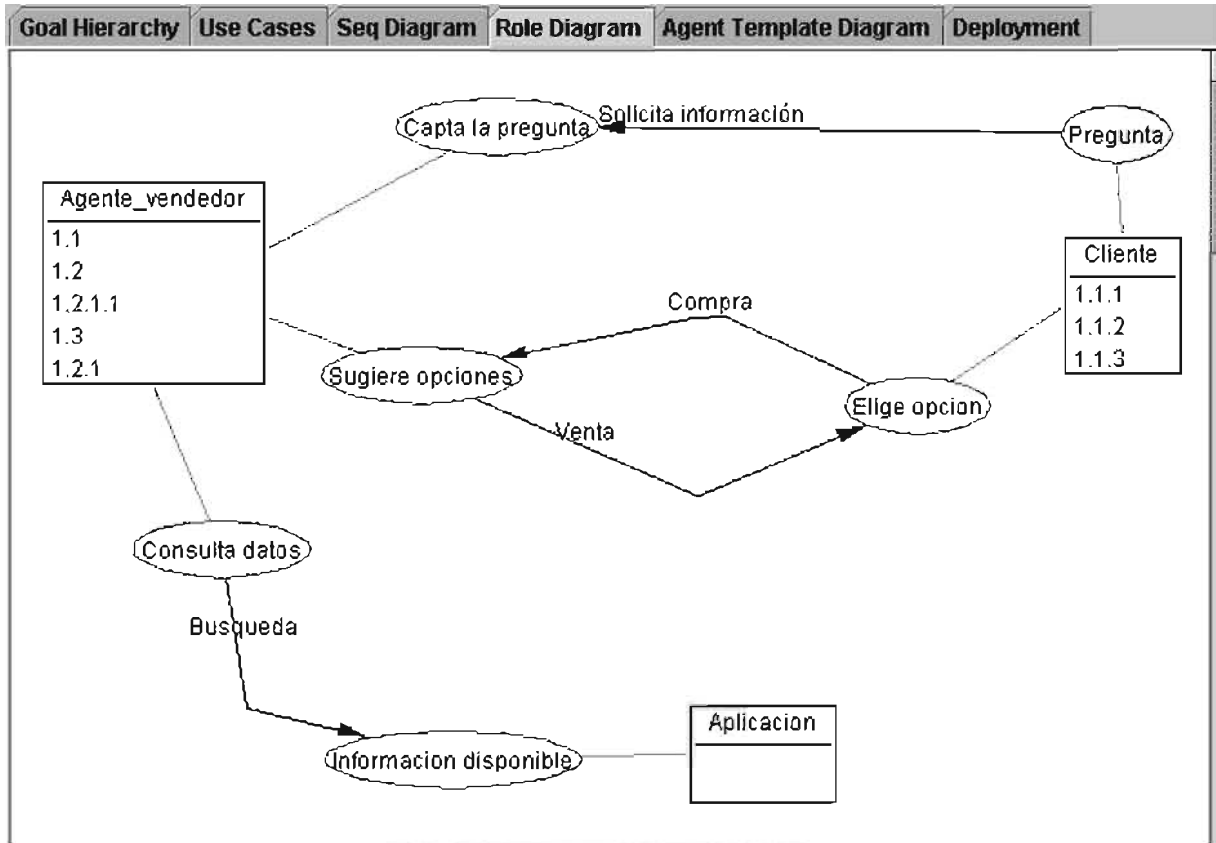 Goal Hierarchy Use Cases Seq Diagram Role Diagram Agent Template Diagram Deployment
Solicita información
Capta la pregunta
Pregunta
Agente_vendedor
1.1
1.2
1.2.1.1
1.3
1.2.1
Cliente
1.1.1
1.1.2
1.1.3
Compra
Sugiere opciones
Elige opcion
Venta
Consulta datos
Busqueda
Aplicacion
Informacion disponible